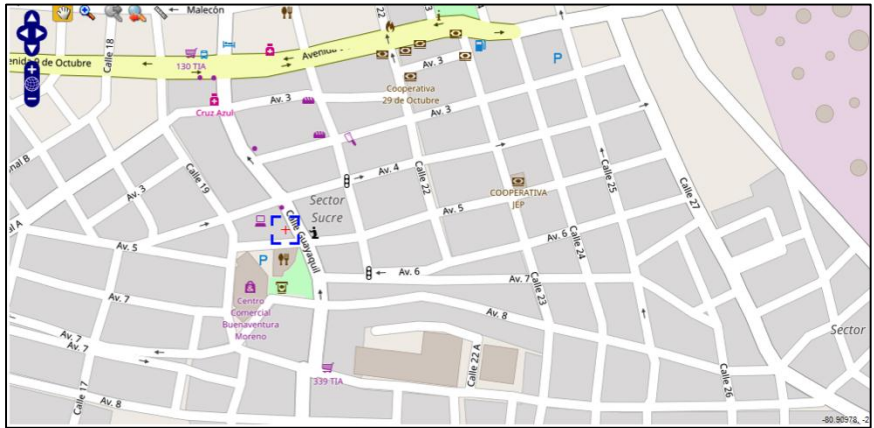 Malecón
Avenida
enida 9 de Octubre
Calle 18
22
Av. 3
130 TIA
P
Cooperativa
29 de Octubre
Av. 3
Cruz Azul
Av. 3
nal B
Av. 3
Calle 19
Av. 4
Calle 22
COOPERATIVA
JEP
Calle 25
Calle 27
Sector
Sucre
nal A
Calle Guayaquil
Av. 5
Av. 5
Av. 6
Calle 24
P
Av. 6
Av. 7
Calle 23
Av. 7
Centro
Comercial
Buenaventura
Moreno
Av. 8
Sector
Av. 7
Av. 7
Calle 22 A
339 TIA
Calle 17
Calle 26
Av. 8
-80.90978, -2